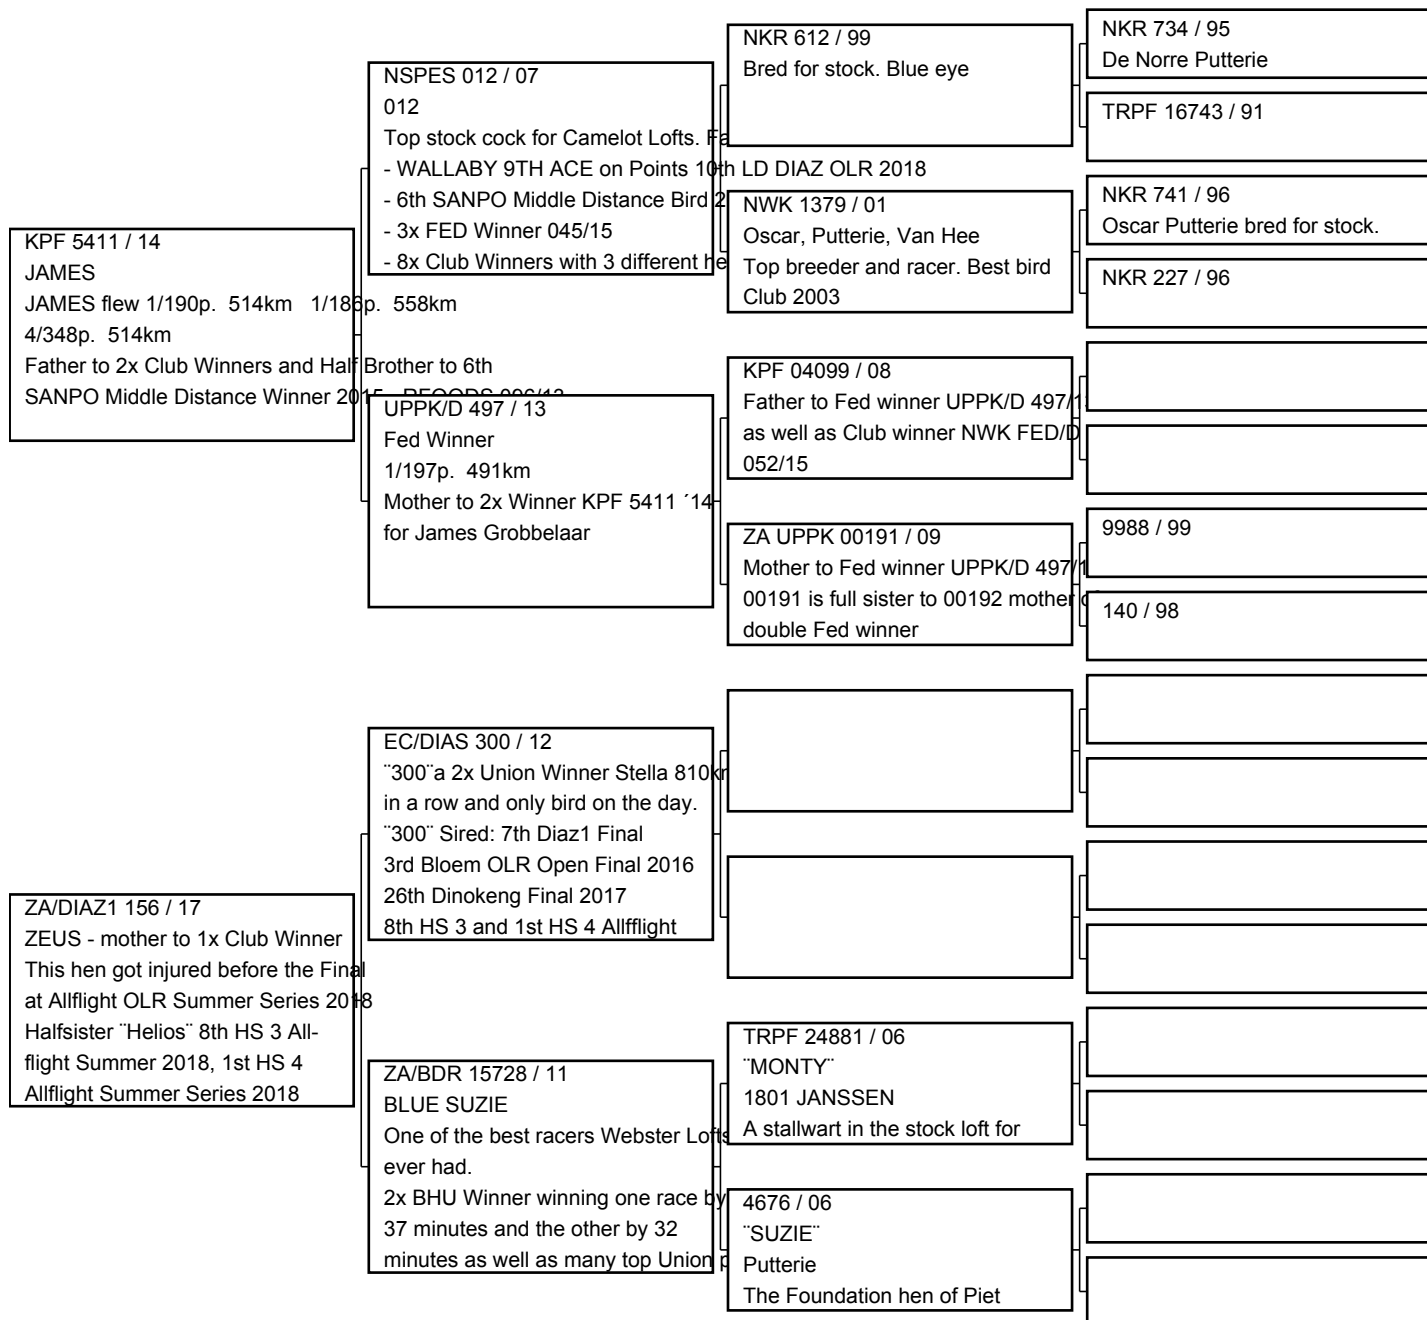 KPF 5411 / 14
JAMES
JAMES flew 1/190p. 514km 1/186p. 558km
4/348p. 514km
Father to 2x Club Winners and Half Brother to 6th
SANPO Middle Distance Winner 2015
ZA/DIAZ1 156 / 17
ZEUS - mother to 1x Club Winner
This hen got injured before the Final
at Allflight OLR Summer Series 2018
Halfsister ¨Helios¨ 8th HS 3 All-
flight Summer 2018, 1st HS 4
Allflight Summer Series 2018
NSPES 012 / 07
012
Top stock cock for Camelot Lofts.
- WALLABY 9TH ACE on Points 10th LD DIAZ OLR 2018
- 6th SANPO Middle Distance Bird
- 3x FED Winner 045/15
- 8x Club Winners with 3 different
UPPK/D 497 / 13
Fed Winner
1/197p. 491km
Mother to 2x Winner KPF 5411 ´14
for James Grobbelaar
EC/DIAS 300 / 12
¨300¨a 2x Union Winner Stella 810km
in a row and only bird on the day.
¨300¨ Sired: 7th Diaz1 Final
3rd Bloem OLR Open Final 2016
26th Dinokeng Final 2017
8th HS 3 and 1st HS 4 Allfflight
ZA/BDR 15728 / 11
BLUE SUZIE
One of the best racers Webster Lofts
ever had.
2x BHU Winner winning one race by
37 minutes and the other by 32
minutes as well as many top Union
NKR 612 / 99
Bred for stock. Blue eye
NWK 1379 / 01
Oscar, Putterie, Van Hee
Top breeder and racer. Best bird
Club 2003
KPF 04099 / 08
Father to Fed winner UPPK/D 497/13
as well as Club winner NWK FED/D
052/15
ZA UPPK 00191 / 09
Mother to Fed winner UPPK/D 497/1
00191 is full sister to 00192 mother of
double Fed winner
TRPF 24881 / 06
¨MONTY¨
1801 JANSSEN
A stallwart in the stock loft for
4676 / 06
¨SUZIE¨
Putterie
The Foundation hen of Piet
NKR 734 / 95
De Norre Putterie
TRPF 16743 / 91
NKR 741 / 96
Oscar Putterie bred for stock.
NKR 227 / 96
9988 / 99
140 / 98